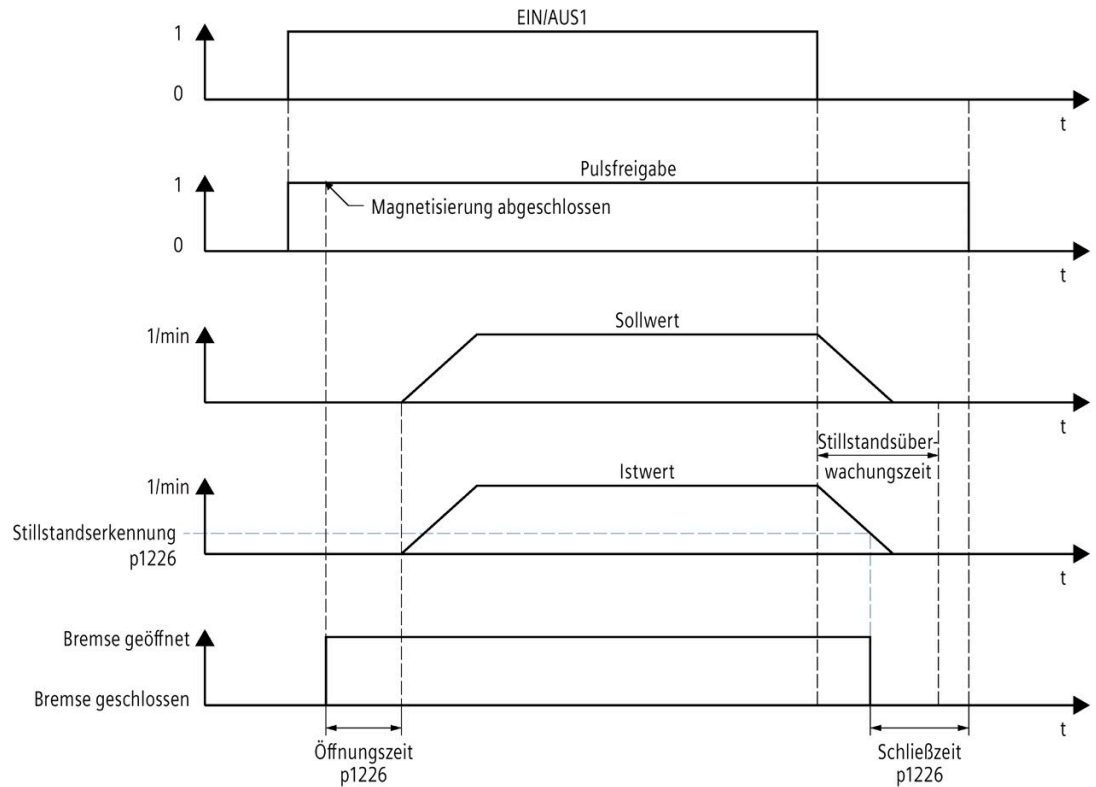 EIN/AUS1
1
0
t
Pulsfreigabe
1
Magnetisierung abgeschlossen
0
t
Sollwert
1/min
t
Stillstandsüber-
wachungszeit
Istwert
1/min
Stillstandserkennung
p1226
t
Bremse geöffnet
Bremse geschlossen
t
Öffnungszeit
p1226
Schließzeit
p1226